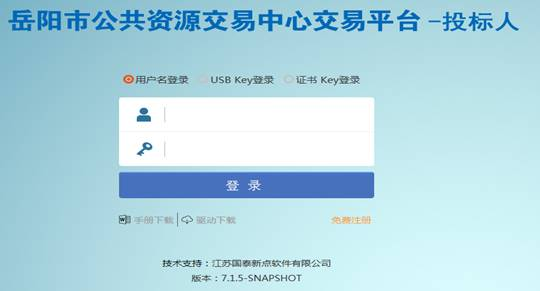 岳阳市公共资源交易中心交易平台-投标人
用户名登录 USB Key登录 证书 Key登录
登 录
手册下载 驱动下载 免费注册
技术支持：江苏国泰新点软件有限公司
版本：7.1.5-SNAPSHOT